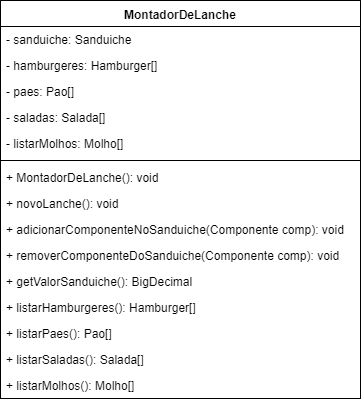 MontadorDeLanche
- sanduiche: Sanduiche
- hamburgeres: Hamburger[]
- paes: Pao[]
- saladas: Salada[]
- listarMolhos: Molho[]
+ MontadorDeLanche(): void
+ novoLanche(): void
+ adicionarComponenteNoSanduiche(Componente comp): void
+ removerComponenteDoSanduiche(Componente comp): void
+ getValorSanduiche(): BigDecimal
+ listarHamburgeres(): Hamburger[]
+ listarPaes(): Pao[]
+ listarSaladas(): Salada[]
+ listarMolhos(): Molho[]